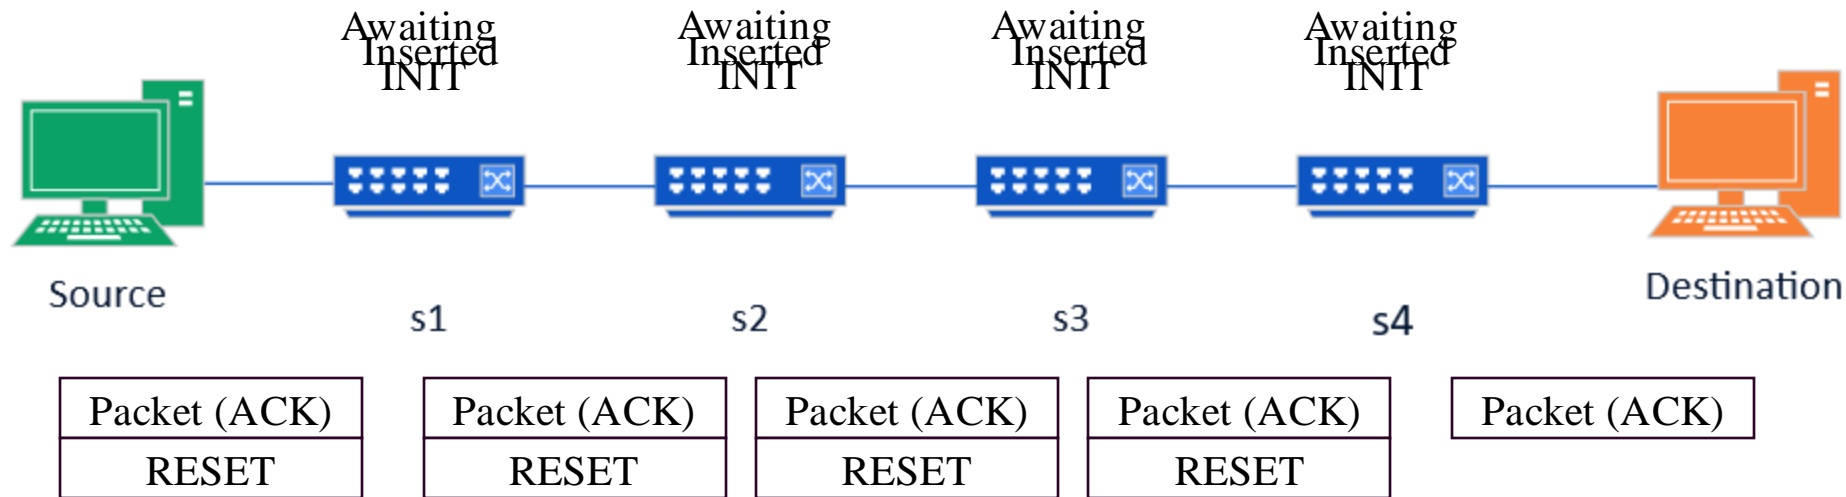 Awaiting Awaiting Awaiting Awaiting
Inserted Inserted Inserted Inserted
INIT INIT INIT INIT
Source s1 s2 s3 s4 Destination
Packet (ACK) Packet (ACK) Packet (ACK) Packet (ACK) Packet (ACK)
RESET RESET RESET RESET